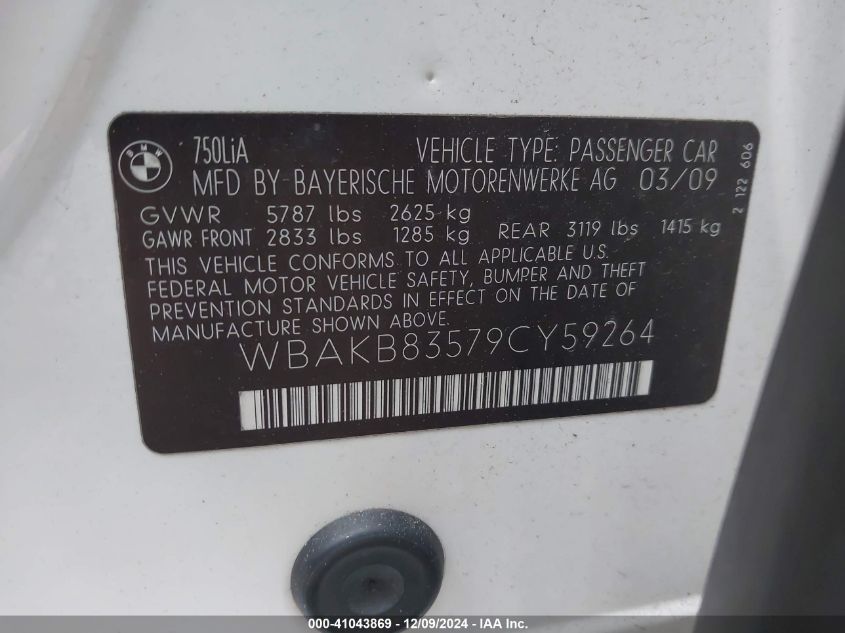 BMW
750LiA VEHICLE TYPE: PASSENGER CAR
MFD BY-BAYERISCHE MOTORENWERKE AG 03/09
GVWR 5787 lbs 2625 kg
GAWR FRONT 2833 lbs 1285 kg REAR 3119 lbs 1415 kg
THIS VEHICLE CONFORMS TO ALL APPLICABLE U.S.
FEDERAL MOTOR VEHICLE SAFETY, BUMPER AND THEFT
PREVENTION STANDARDS IN EFFECT ON THE DATE OF
MANUFACTURE SHOWN ABOVE.
WBAKB83579CY59264
2 122 606
000-41043869 - 12/09/2024 - IAA Inc.